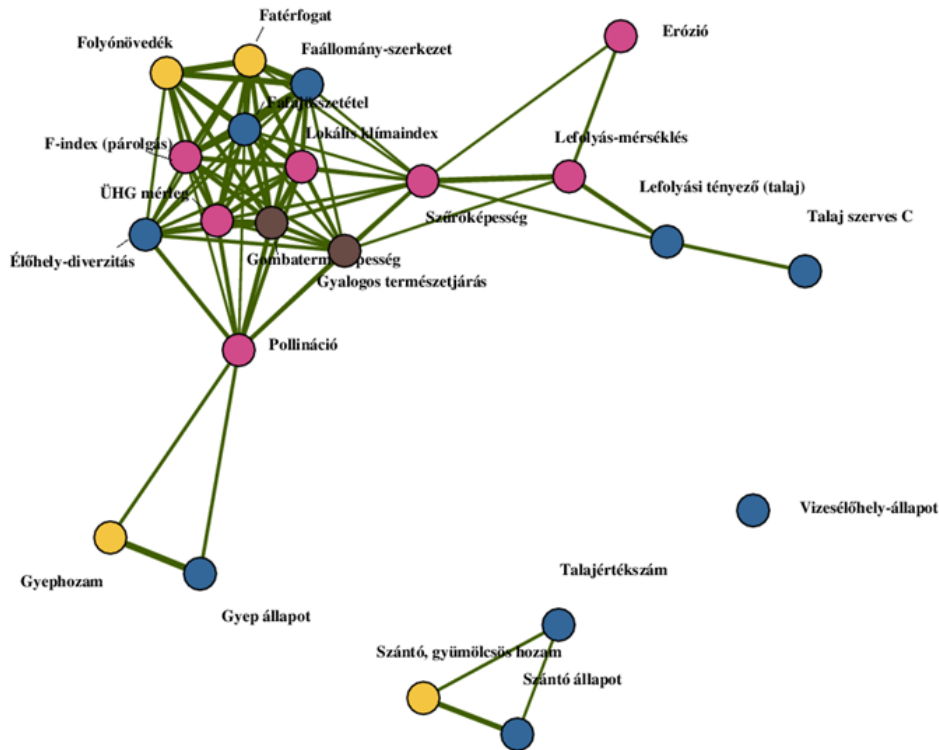 Fatérfogat
Erózió
Folyónövedék
Faállomány-szerkezet
Fafajösszetétel
Lokális klímaindex
F-index (párolgás)
Lefolyás-mérséklés
Lefolyási tényező (talaj)
ÜHG mérleg
Szűrőképesség
Talaj szerves C
Élőhely-diverzitás
Gyalogos természetjárás
Pollináció
Vizesélőhely-állapot
Talajértékszám
Gyephozam
Gyep állapot
Szántó, gyümölcsös hozam
Szántó állapot